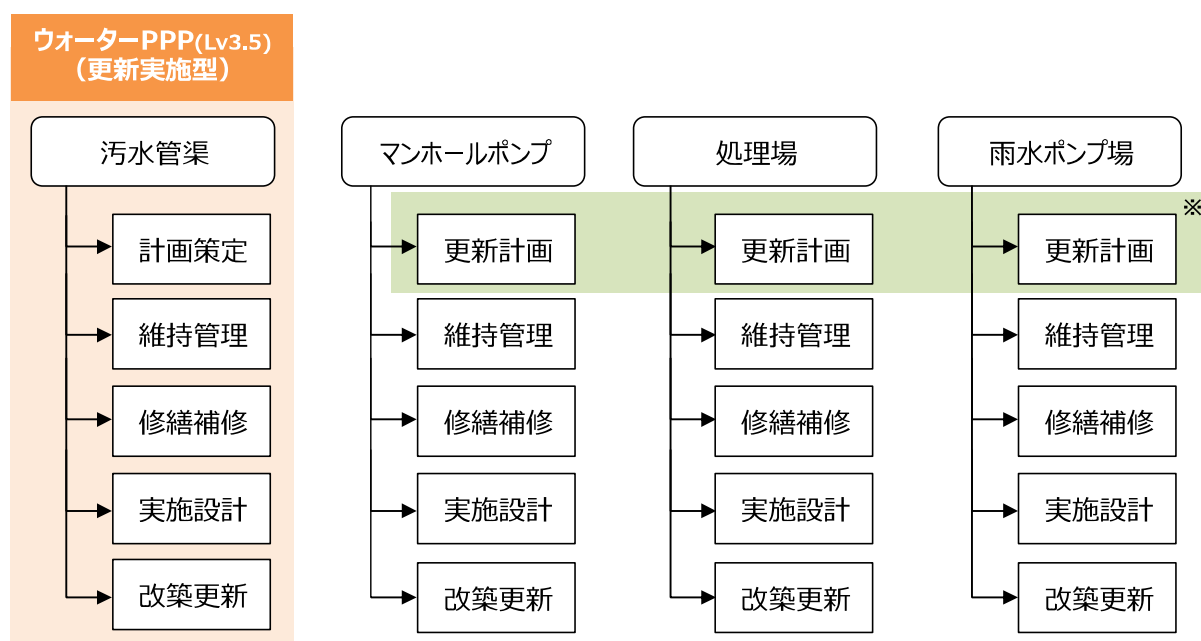 ウォーターPPP(Lv3.5)
（更新実施型）
汚水管渠
マンホールポンプ
処理場
雨水ポンプ場
※
計画策定
更新計画
更新計画
更新計画
維持管理
維持管理
維持管理
維持管理
修繕補修
修繕補修
修繕補修
修繕補修
実施設計
実施設計
実施設計
実施設計
改築更新
改築更新
改築更新
改築更新